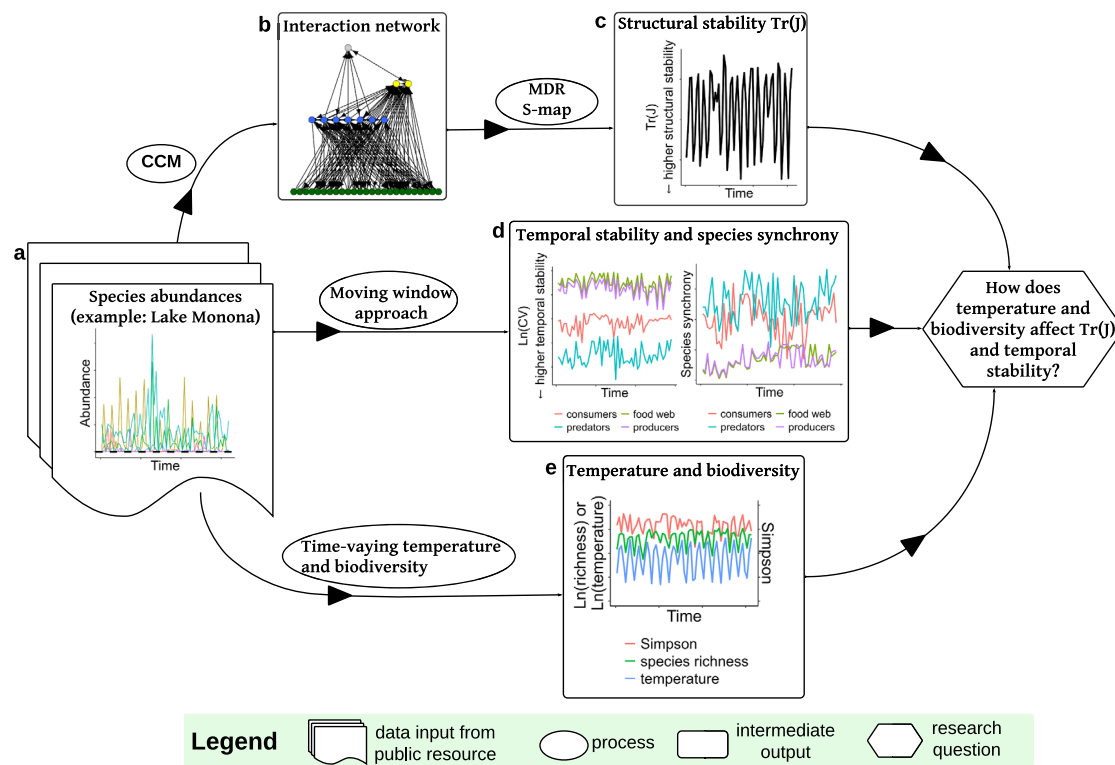 b
Interaction network
c
Structural stability Tr(J)
Tr(J)
← higher structural stability
Time
MDR
S-map
CCM
a
Species abundances
(example: Lake Monona)
Abundance
Time
Moving window
approach
d
Temporal stability and species synchrony
Ln(CV)
← higher temporal stability
Time
Species synchrony
Time
consumers
food web
predators
producers
consumers
food web
predators
producers
How does
temperature and
biodiversity affect Tr(J)
and temporal
stability?
Time-vaying temperature
and biodiversity
e
Temperature and biodiversity
Ln(richness) or
Ln(temperature)
Simpson
Time
Simpson
species richness
temperature
Legend
data input from
public resource
process
intermediate
output
research
question